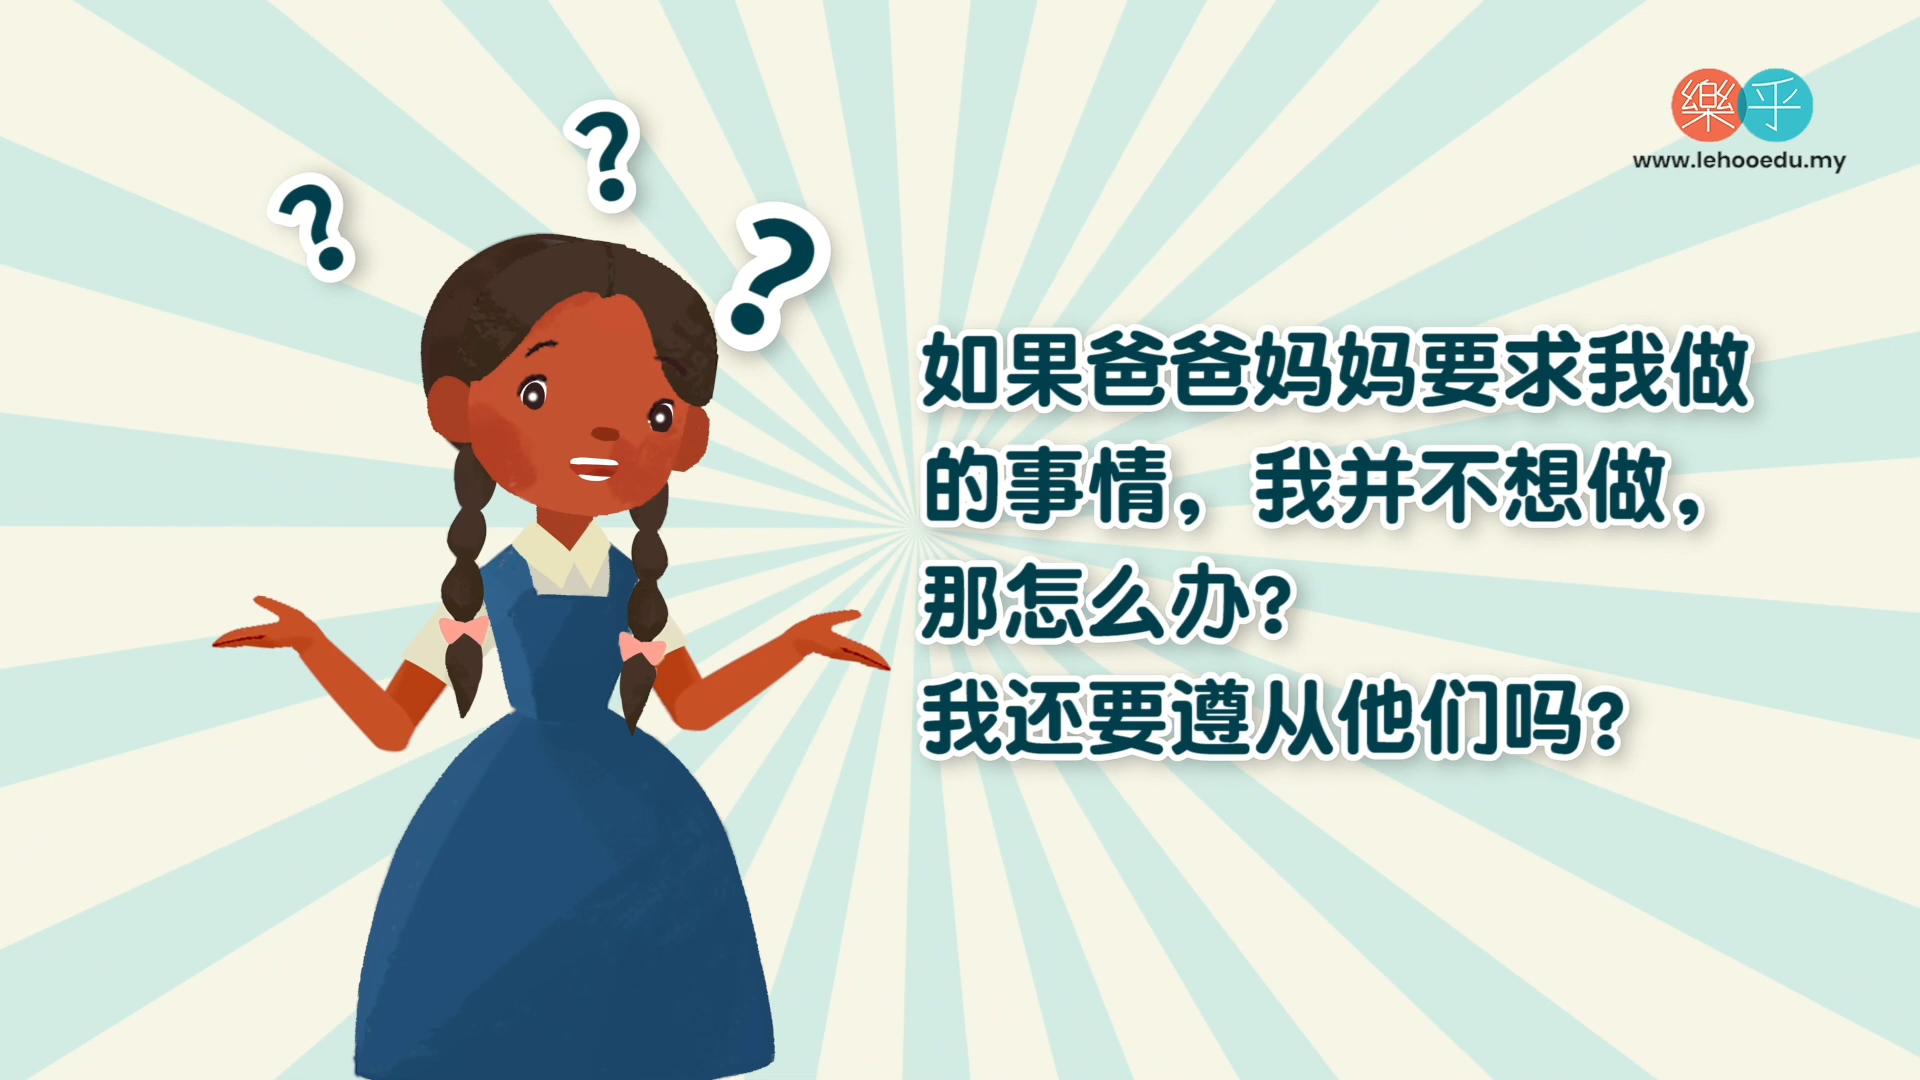 樂乎
www.lehooedu.my
如果爸爸妈妈要求我做
的事情，我并不想做，
那怎么办？
我还要遵从他们吗？